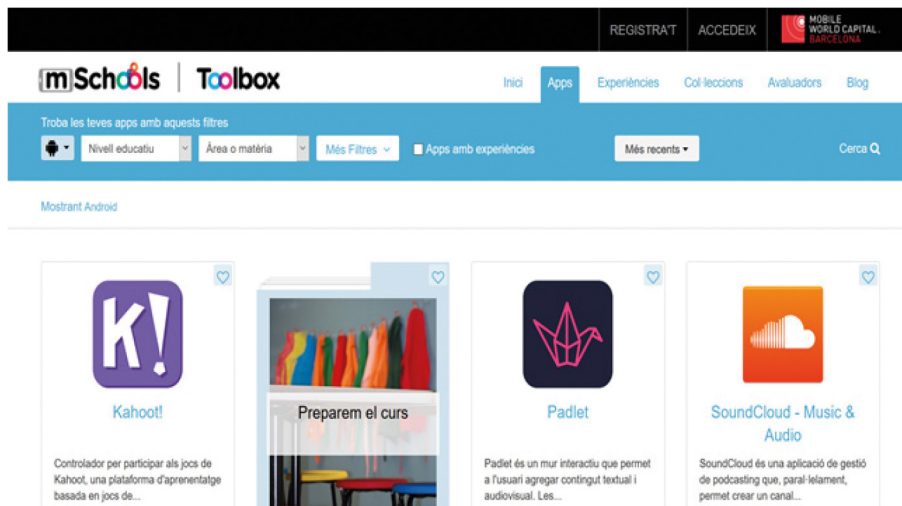 REGISTRA'T ACCEDEIX MOBILE
WORLD CAPITAL.
BARCELONA
mSchools Toolbox
Inici Apps Experiències Col·leccions Avaluadors Blog
Troba les teves apps amb aquests filtres
Nivell educatiu Àrea o matèria Més Filtres Apps amb experiències Més recents Cerca
Mostrant Android
K!
Kahoot!
Controlador per participar als jocs de
Kahoot, una plataforma d'aprenentatge
basada en jocs de...
Preparem el curs
Padlet
Padlet és un mur interactiu que permet
a l'usuari agregar contingut textual i
audiovisual. Les...
SoundCloud - Music &
Audio
SoundCloud és una aplicació de gestió
de podcasting que, paral·lelament,
permet crear un canal...